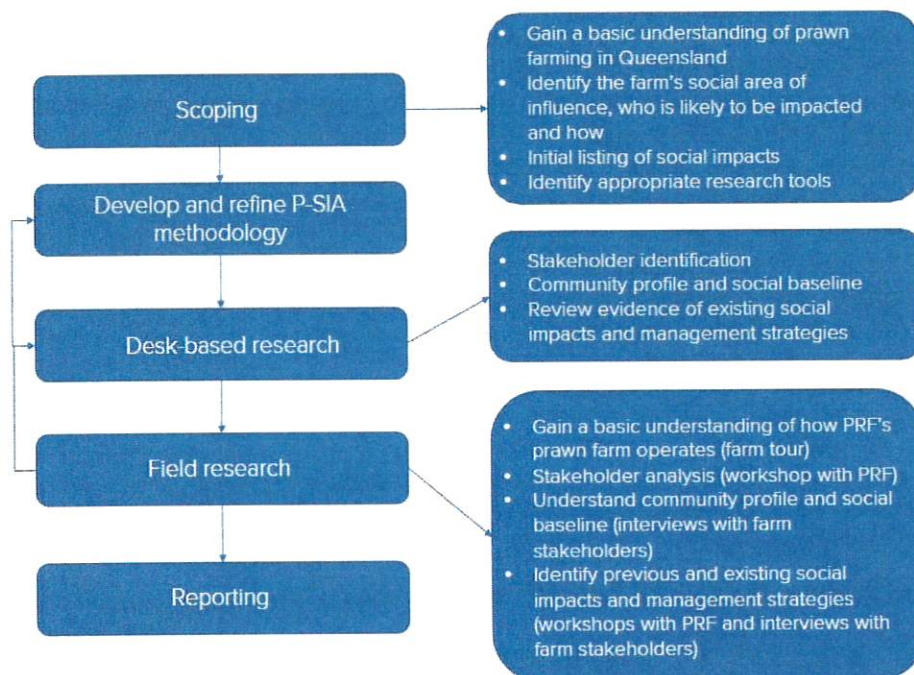 Scoping
• Gain a basic understanding of prawn
farming in Queensland
• Identify the farm's social area of
influence, who is likely to be impacted
and how
• Initial listing of social impacts
• Identify appropriate research tools
Develop and refine P-SIA
methodology
Desk-based research
• Stakeholder identification
• Community profile and social baseline
• Review evidence of existing social
impacts and management strategies
Field research
• Gain a basic understanding of how PRF's
prawn farm operates (farm tour)
• Stakeholder analysis (workshop with PRF)
• Understand community profile and social
baseline (interviews with farm
stakeholders)
• Identify previous and existing social
impacts and management strategies
(workshops with PRF and interviews with
farm stakeholders)
Reporting